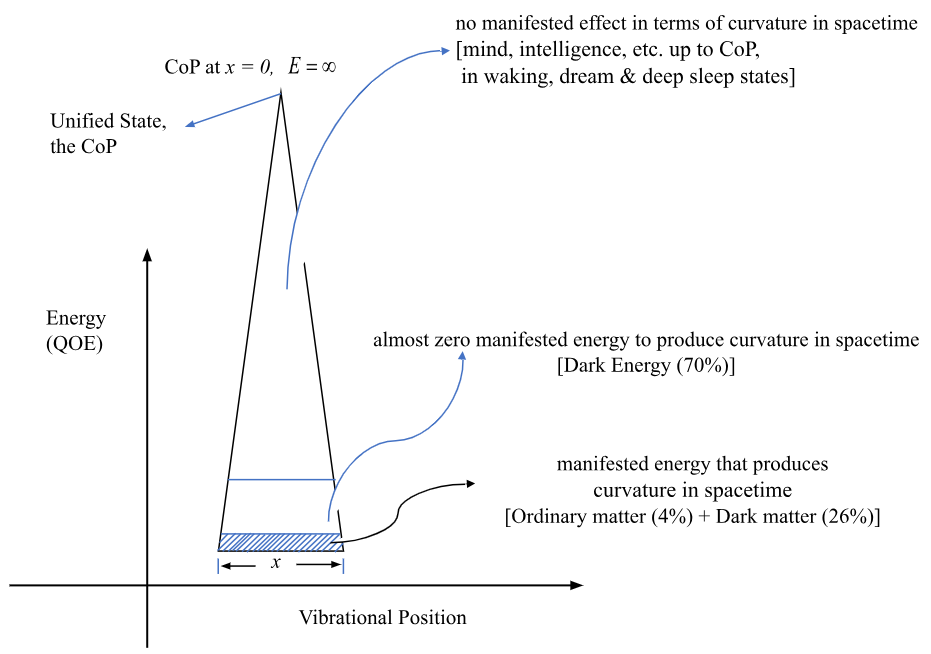 no manifested effect in terms of curvature in spacetime
[mind, intelligence, etc. up to CoP,
in waking, dream & deep sleep states]
CoP at x = 0, E = ∞
Unified State,
the CoP
Energy
(QOE)
almost zero manifested energy to produce curvature in spacetime
[Dark Energy (70%)]
manifested energy that produces
curvature in spacetime
[Ordinary matter (4%) + Dark matter (26%)]
x
Vibrational Position